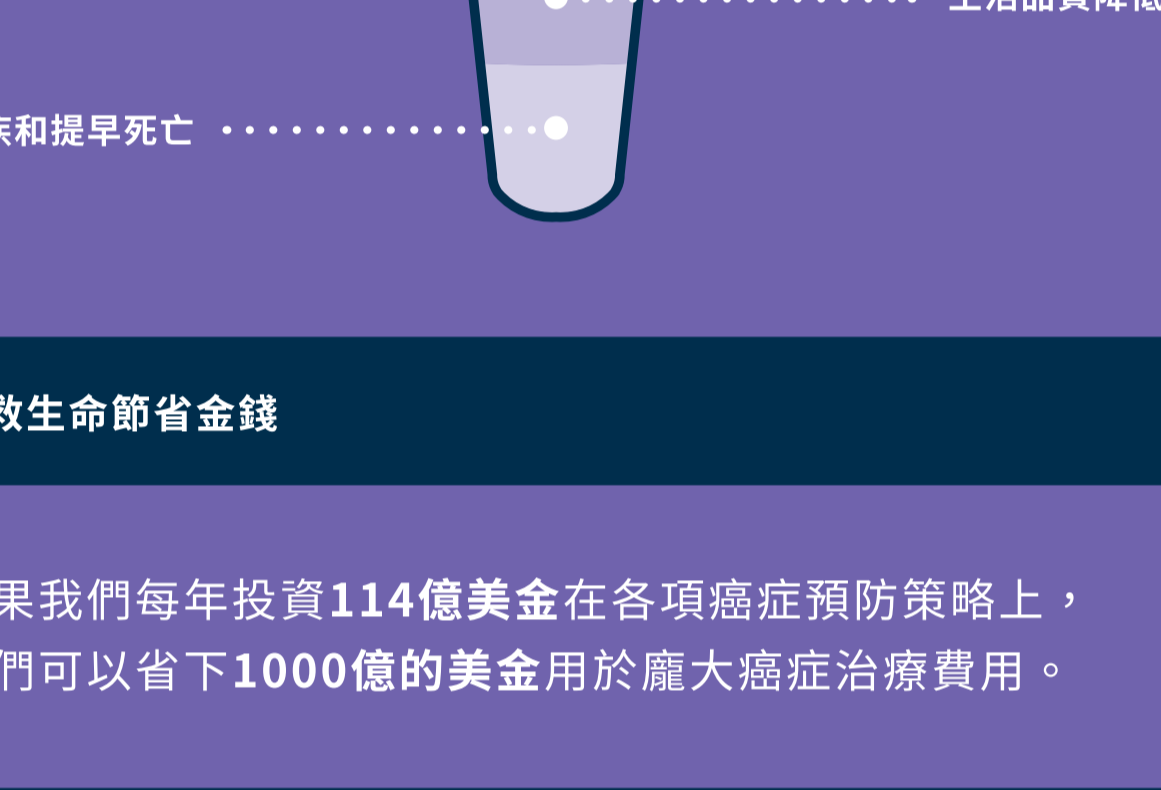 生活品質降低
疾和提早死亡
救生命節省金錢
果我們每年投資114億美金在各項癌症預防策略上，
們可以省下1000億的美金用於龐大癌症治療費用。